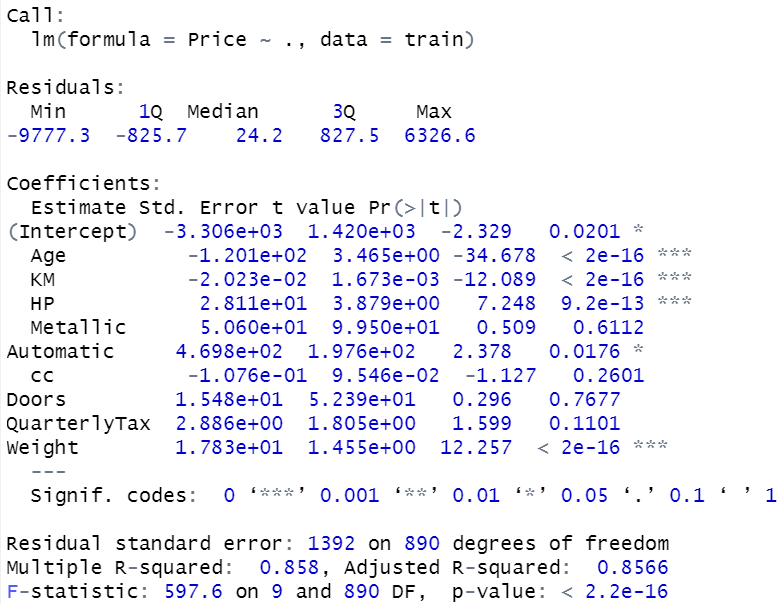 Call:
lm(formula = Price ~ ., data = train)
Residuals:
Min 1Q Median 3Q Max
-9777.3 -825.7 24.2 827.5 6326.6
Coefficients:
Estimate Std. Error t value Pr(>|t|)
(Intercept) -3.306e+03 1.420e+03 -2.329 0.0201 *
Age -1.201e+02 3.465e+00 -34.678 < 2e-16 ***
KM -2.023e-02 1.673e-03 -12.089 < 2e-16 ***
HP 2.811e+01 3.879e+00 7.248 9.2e-13 ***
Metallic 5.060e+01 9.950e+01 0.509 0.6112
Automatic 4.698e+02 1.976e+02 2.378 0.0176 *
cc -1.076e-01 9.546e-02 -1.127 0.2601
Doors 1.548e+01 5.239e+01 0.296 0.7677
QuarterlyTax 2.886e+00 1.805e+00 1.599 0.1101
Weight 1.783e+01 1.455e+00 12.257 < 2e-16 ***
---
Signif. codes: 0 ‘***’ 0.001 ‘**’ 0.01 ‘*’ 0.05 ‘.’ 0.1 ‘ ’ 1
Residual standard error: 1392 on 890 degrees of freedom
Multiple R-squared: 0.858, Adjusted R-squared: 0.8566
F-statistic: 597.6 on 9 and 890 DF, p-value: < 2.2e-16